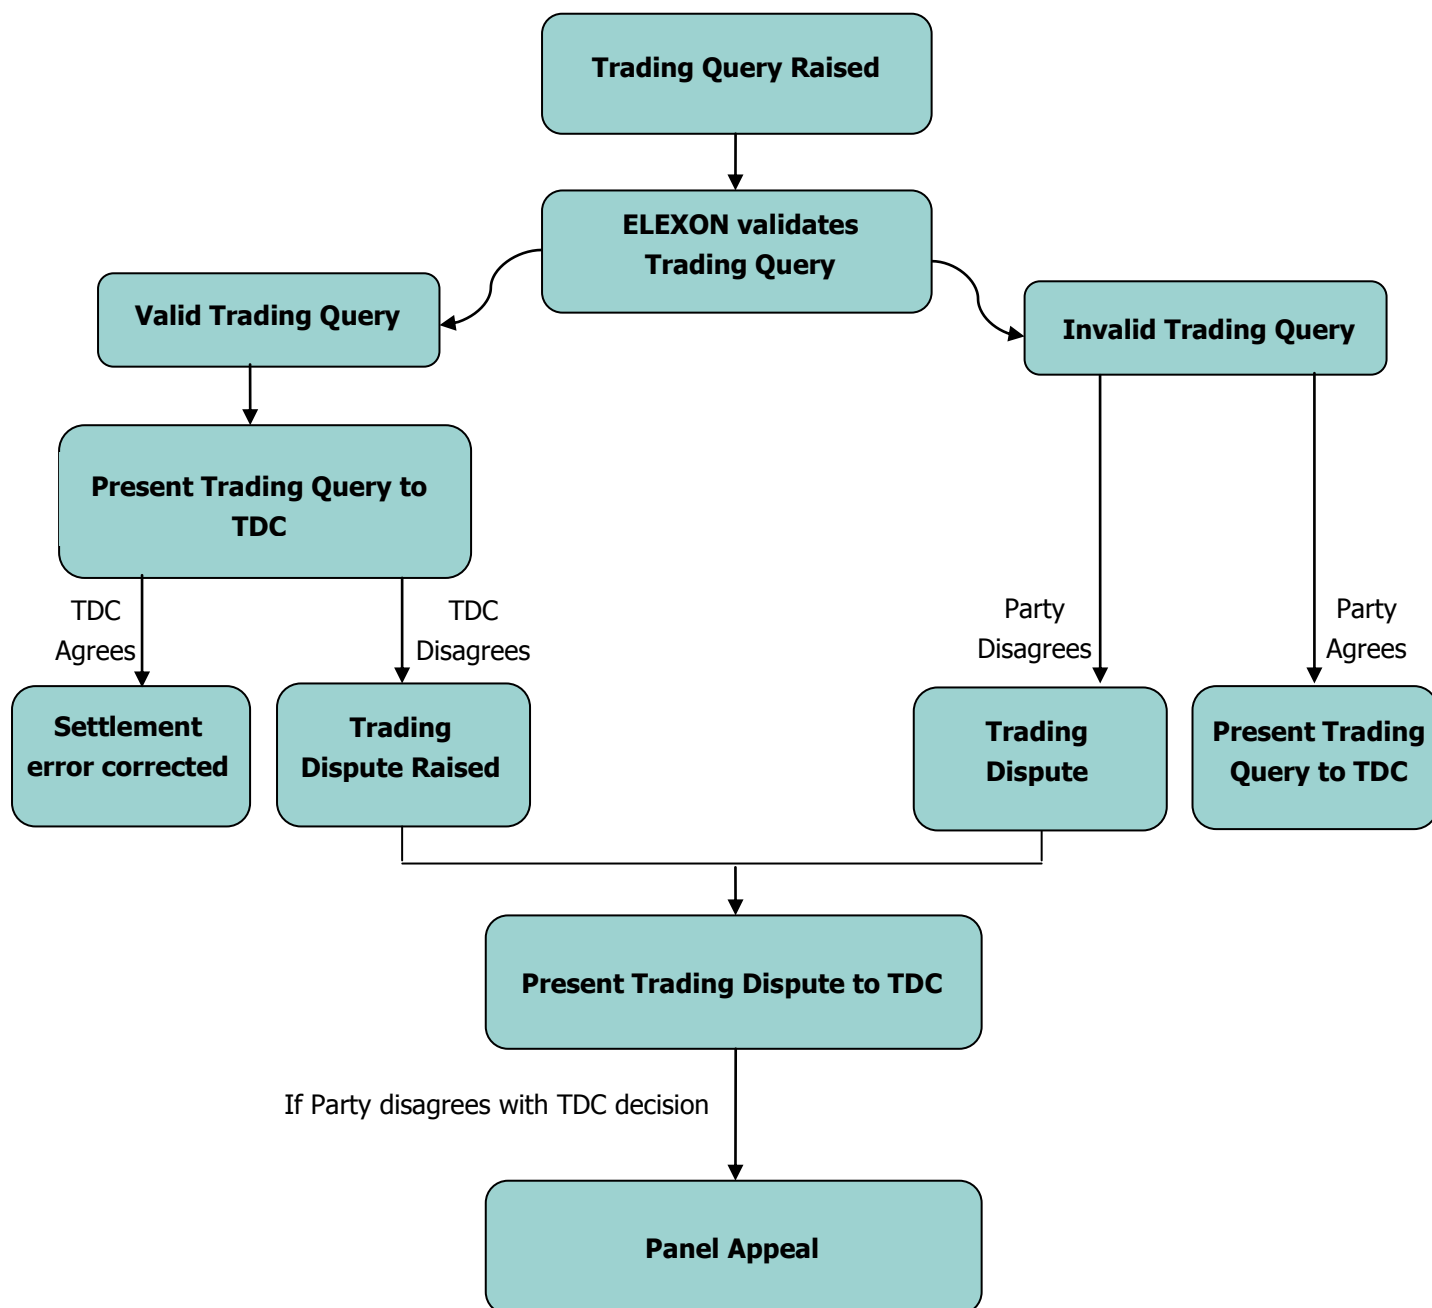 Trading Query Raised
ELEXON validates
Trading Query
Valid Trading Query
Invalid Trading Query
Present Trading Query to
TDC
TDC
Agrees
TDC
Disagrees
Party
Disagrees
Party
Agrees
Settlement
error corrected
Trading
Dispute Raised
Trading
Dispute
Present Trading
Query to TDC
Present Trading Dispute to TDC
If Party disagrees with TDC decision
Panel Appeal